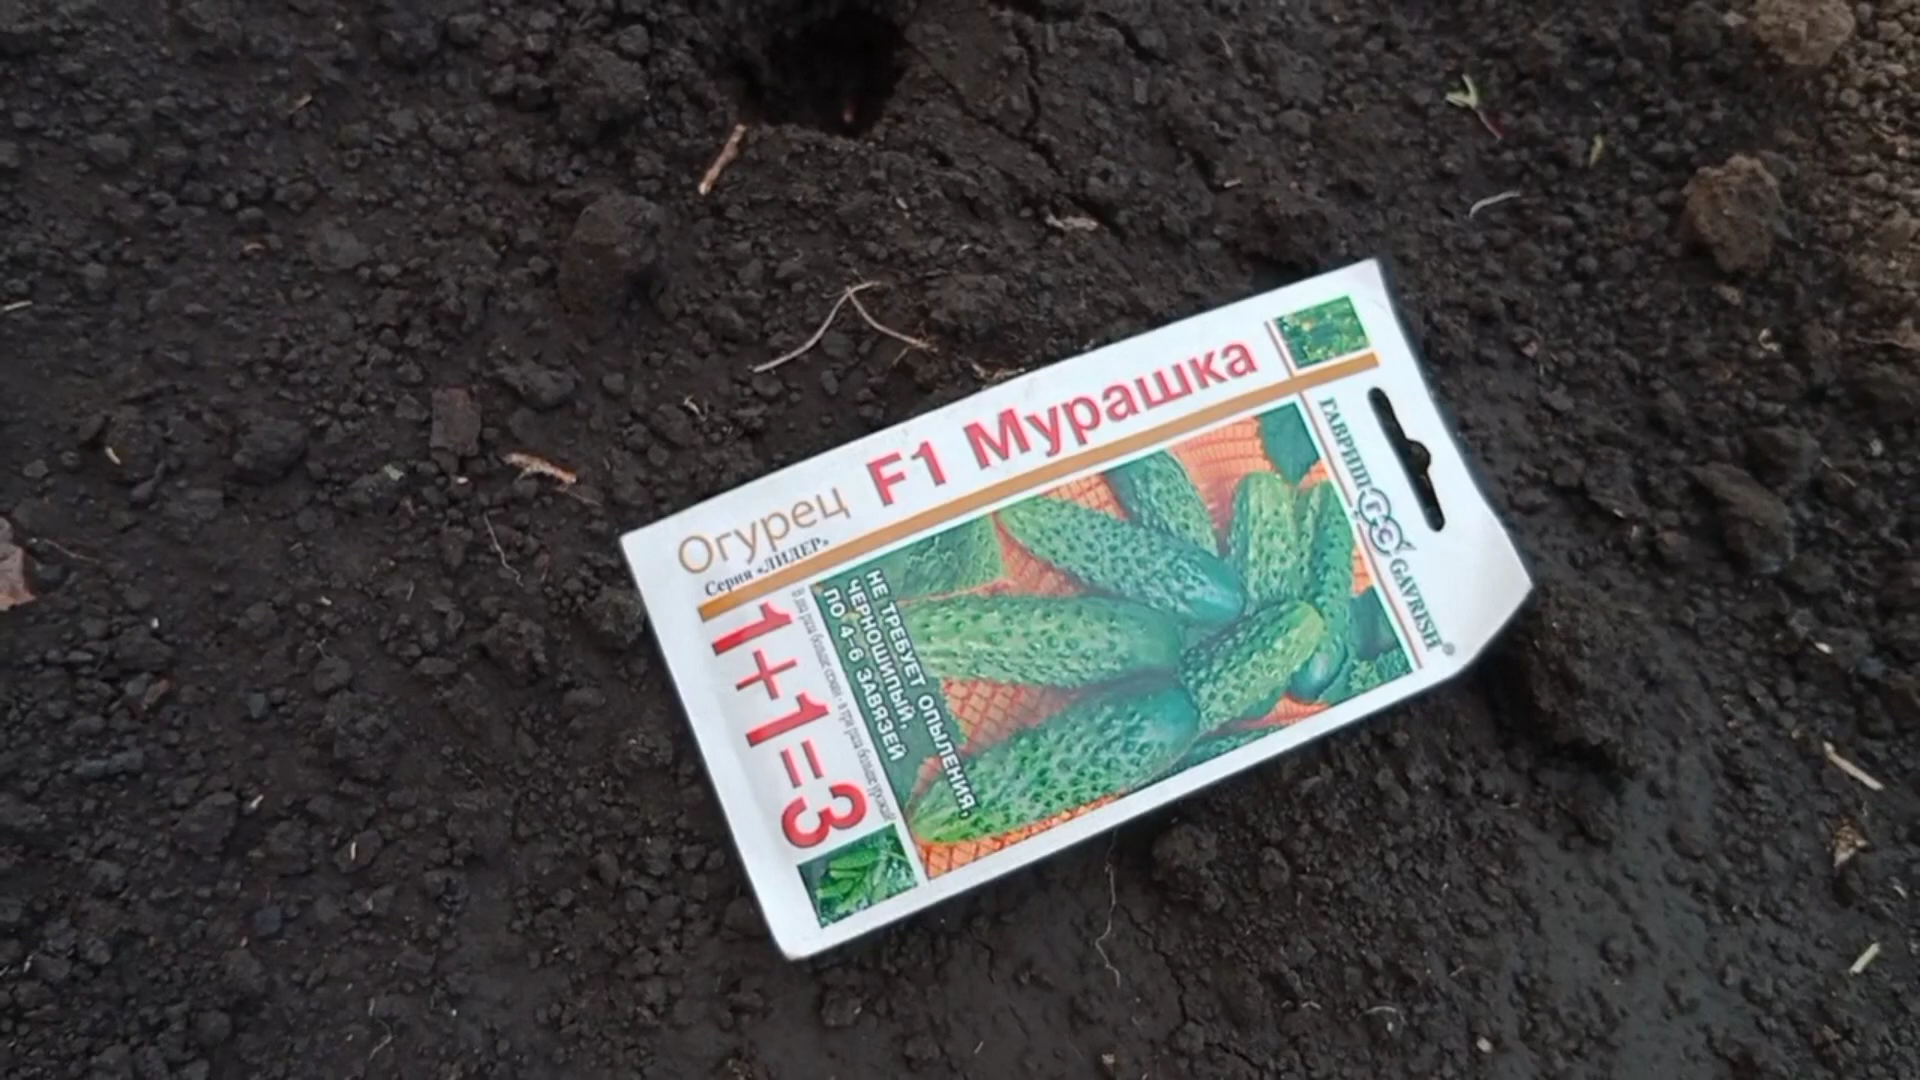 Огурец F1 Мурашка
Серия «ЛИДЕР»
1+1=3
НЕ ТРЕБУЕТ ОПЫЛЕНИЯ,
ЧЕРНОШИПЫЙ,
ПО 4-6 ЗАВЯЗЕЙ
ГАВРИШ GAVRISH®